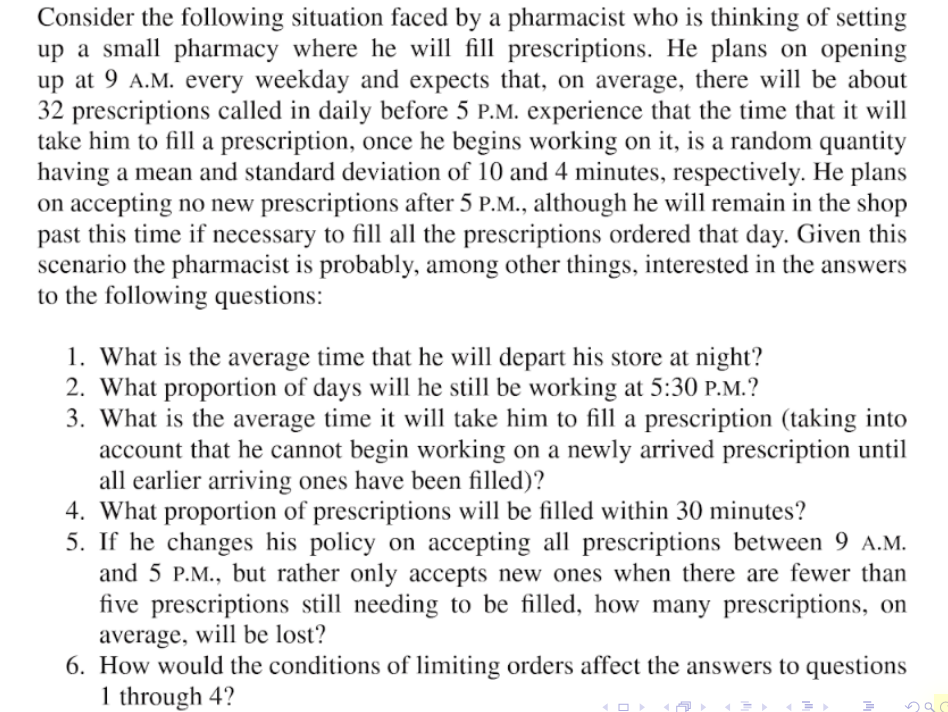 Consider the following situation faced by a pharmacist who is thinking of setting
up a small pharmacy where he will fill prescriptions. He plans on opening
up at 9 A.M. every weekday and expects that, on average, there will be about
32 prescriptions called in daily before 5 P.M. experience that the time that it will
take him to fill a prescription, once he begins working on it, is a random quantity
having a mean and standard deviation of 10 and 4 minutes, respectively. He plans
on accepting no new prescriptions after 5 P.M., although he will remain in the shop
past this time if necessary to fill all the prescriptions ordered that day. Given this
scenario the pharmacist is probably, among other things, interested in the answers
to the following questions:
1. What is the average time that he will depart his store at night?
2. What proportion of days will he still be working at 5:30 P.M.?
3. What is the average time it will take him to fill a prescription (taking into
account that he cannot begin working on a newly arrived prescription until
all earlier arriving ones have been filled)?
4. What proportion of prescriptions will be filled within 30 minutes?
5. If he changes his policy on accepting all prescriptions between 9 A.M.
and 5 P.M., but rather only accepts new ones when there are fewer than
five prescriptions still needing to be filled, how many prescriptions, on
average, will be lost?
6. How would the conditions of limiting orders affect the answers to questions
1 through 4?